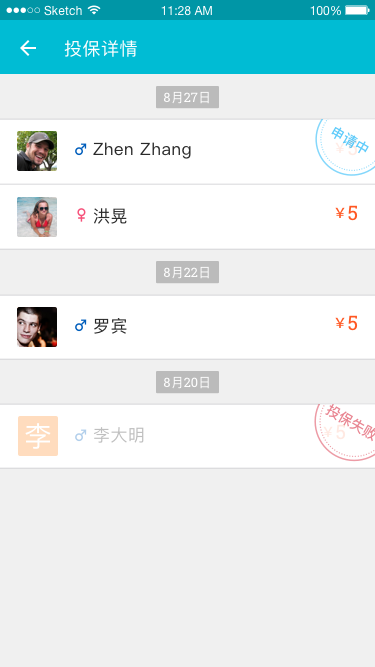 Sketch 11:28 AM 100%
投保详情
8月27日
Zhen Zhang
申请中
洪晃
¥5
8月22日
罗宾
¥5
8月20日
李
李大明
¥5
投保失败